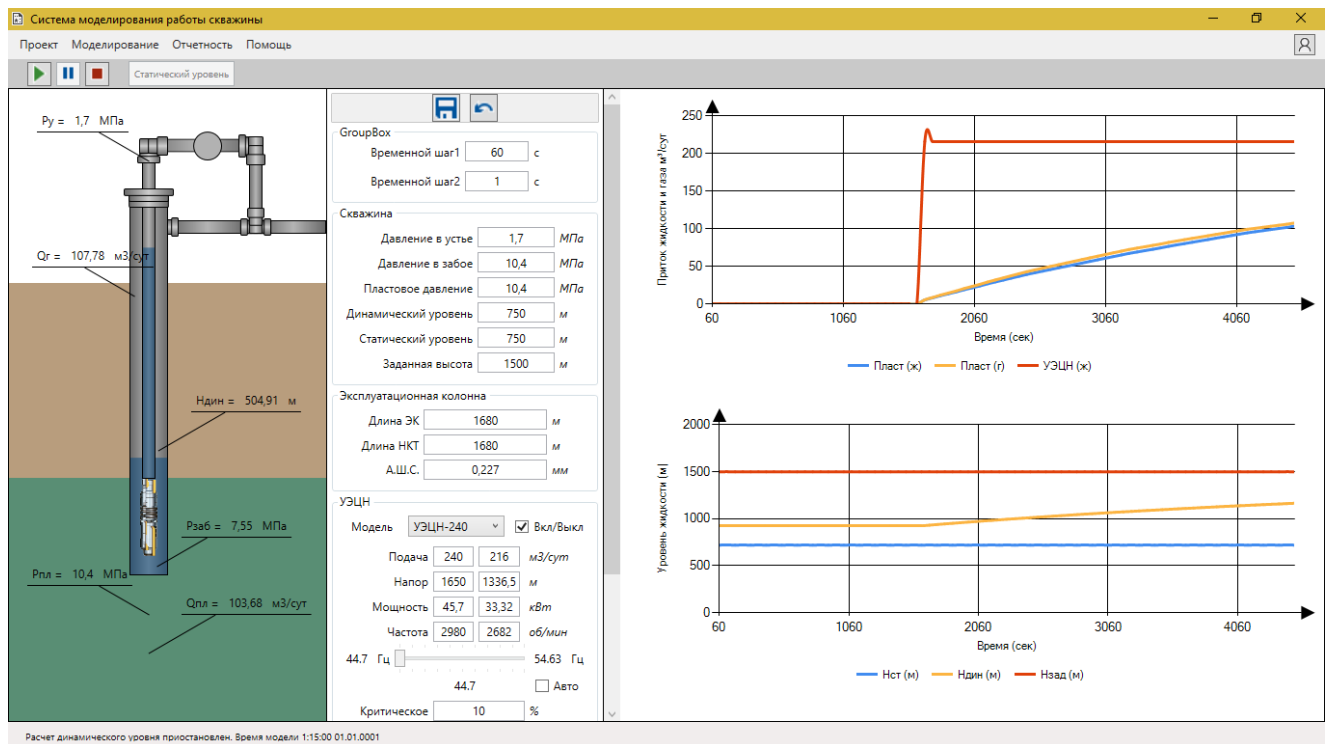 Система моделирования работы скважины
Проект Моделирование Отчетность Помощь
Статический уровень
Ру = 1,7 МПа
Qг = 107,78 м3/сут
Ндин = 504,91 м
Рзаб = 7,55 МПа
Рпл = 10,4 МПа
Qпл = 103,68 м3/сут
GroupBox
Временной шаг1 60 с
Временной шаг2 1 с
Скважина
Давление в устье 1,7 МПа
Давление в забое 10,4 МПа
Пластовое давление 10,4 МПа
Динамический уровень 750 м
Статический уровень 750 м
Заданная высота 1500 м
Эксплуатационная колонна
Длина ЭК 1680 м
Длина НКТ 1680 м
А.Ш.С. 0,227 мм
УЭЦН
Модель УЭЦН-240 Вкл/Выкл
Подача 240 216 м3/сут
Напор 1650 1336,5 м
Мощность 45,7 33,32 кВт
Частота 2980 2682 об/мин
44.7 Гц 54.63 Гц
44.7 Авто
Критическое 10 %
Приток жидкости и газа м³/сут
250
200
150
100
50
0
60 1060 2060 3060 4060
Время (сек)
Пласт (ж) Пласт (г) УЭЦН (ж)
Уровень жидкости (м)
2000
1500
1000
500
0
60 1060 2060 3060 4060
Время (сек)
Нст (м) Ндин (м) Нзад (м)
Расчет динамического уровня приостановлен. Время модели 1:15:00 01.01.0001